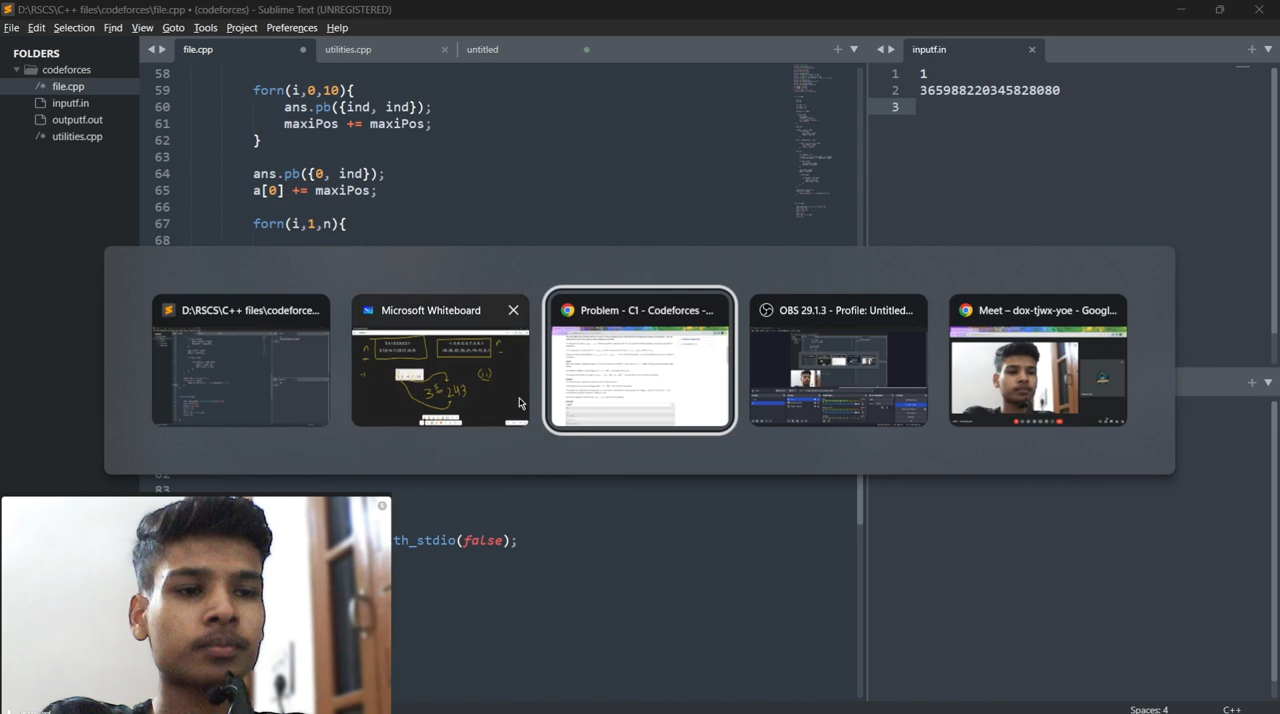 D:\RSCS\C++ files\codeforces\file.cpp • (codeforces) - Sublime Text (UNREGISTERED)
File Edit Selection Find View Goto Tools Project Preferences Help
FOLDERS
codeforces
/* file.cpp
inputf.in
outputf.out
/* utilities.cpp
file.cpp
utilities.cpp
untitled
inputf.in
58
59 forn(i,0,10){
60 ans.pb({ind, ind});
61 maxiPos += maxiPos;
62 }
63
64 ans.pb({0, ind});
65 a[0] += maxiPos;
66
67 forn(i,1,n){
68
1 1
2 365988220345828080
3
D:\RSCS\C++ files\codeforce...
Microsoft Whiteboard
Problem - C1 - Codeforces -...
OBS 29.1.3 - Profile: Untitled...
Meet – dox-tjwx-yoe - Googl...
83
th_stdio(false);
Spaces: 4
C++